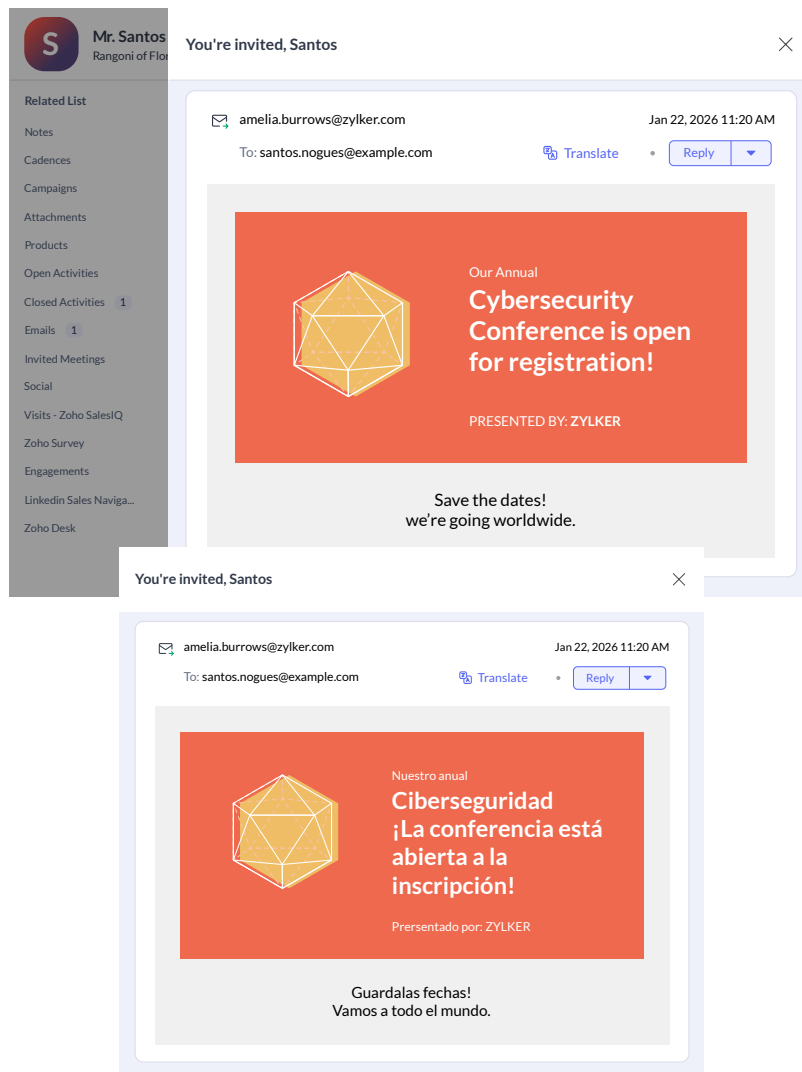 S
Mr. Santos
Rangoni of Flor
Related List
Notes
Cadences
Campaigns
Attachments
Products
Open Activities
Closed Activities 1
Emails 1
Invited Meetings
Social
Visits - Zoho SalesIQ
Zoho Survey
Engagements
Linkedin Sales Naviga...
Zoho Desk
You're invited, Santos
amelia.burrows@zylker.com Jan 22, 2026 11:20 AM
To: santos.nogues@example.com Translate • Reply
Our Annual
Cybersecurity
Conference is open
for registration!
PRESENTED BY: ZYLKER
Save the dates!
we’re going worldwide.
You're invited, Santos
amelia.burrows@zylker.com Jan 22, 2026 11:20 AM
To: santos.nogues@example.com Translate • Reply
Nuestro anual
Ciberseguridad
¡La conferencia está
abierta a la
inscripción!
Prersentado por: ZYLKER
Guardalas fechas!
Vamos a todo el mundo.